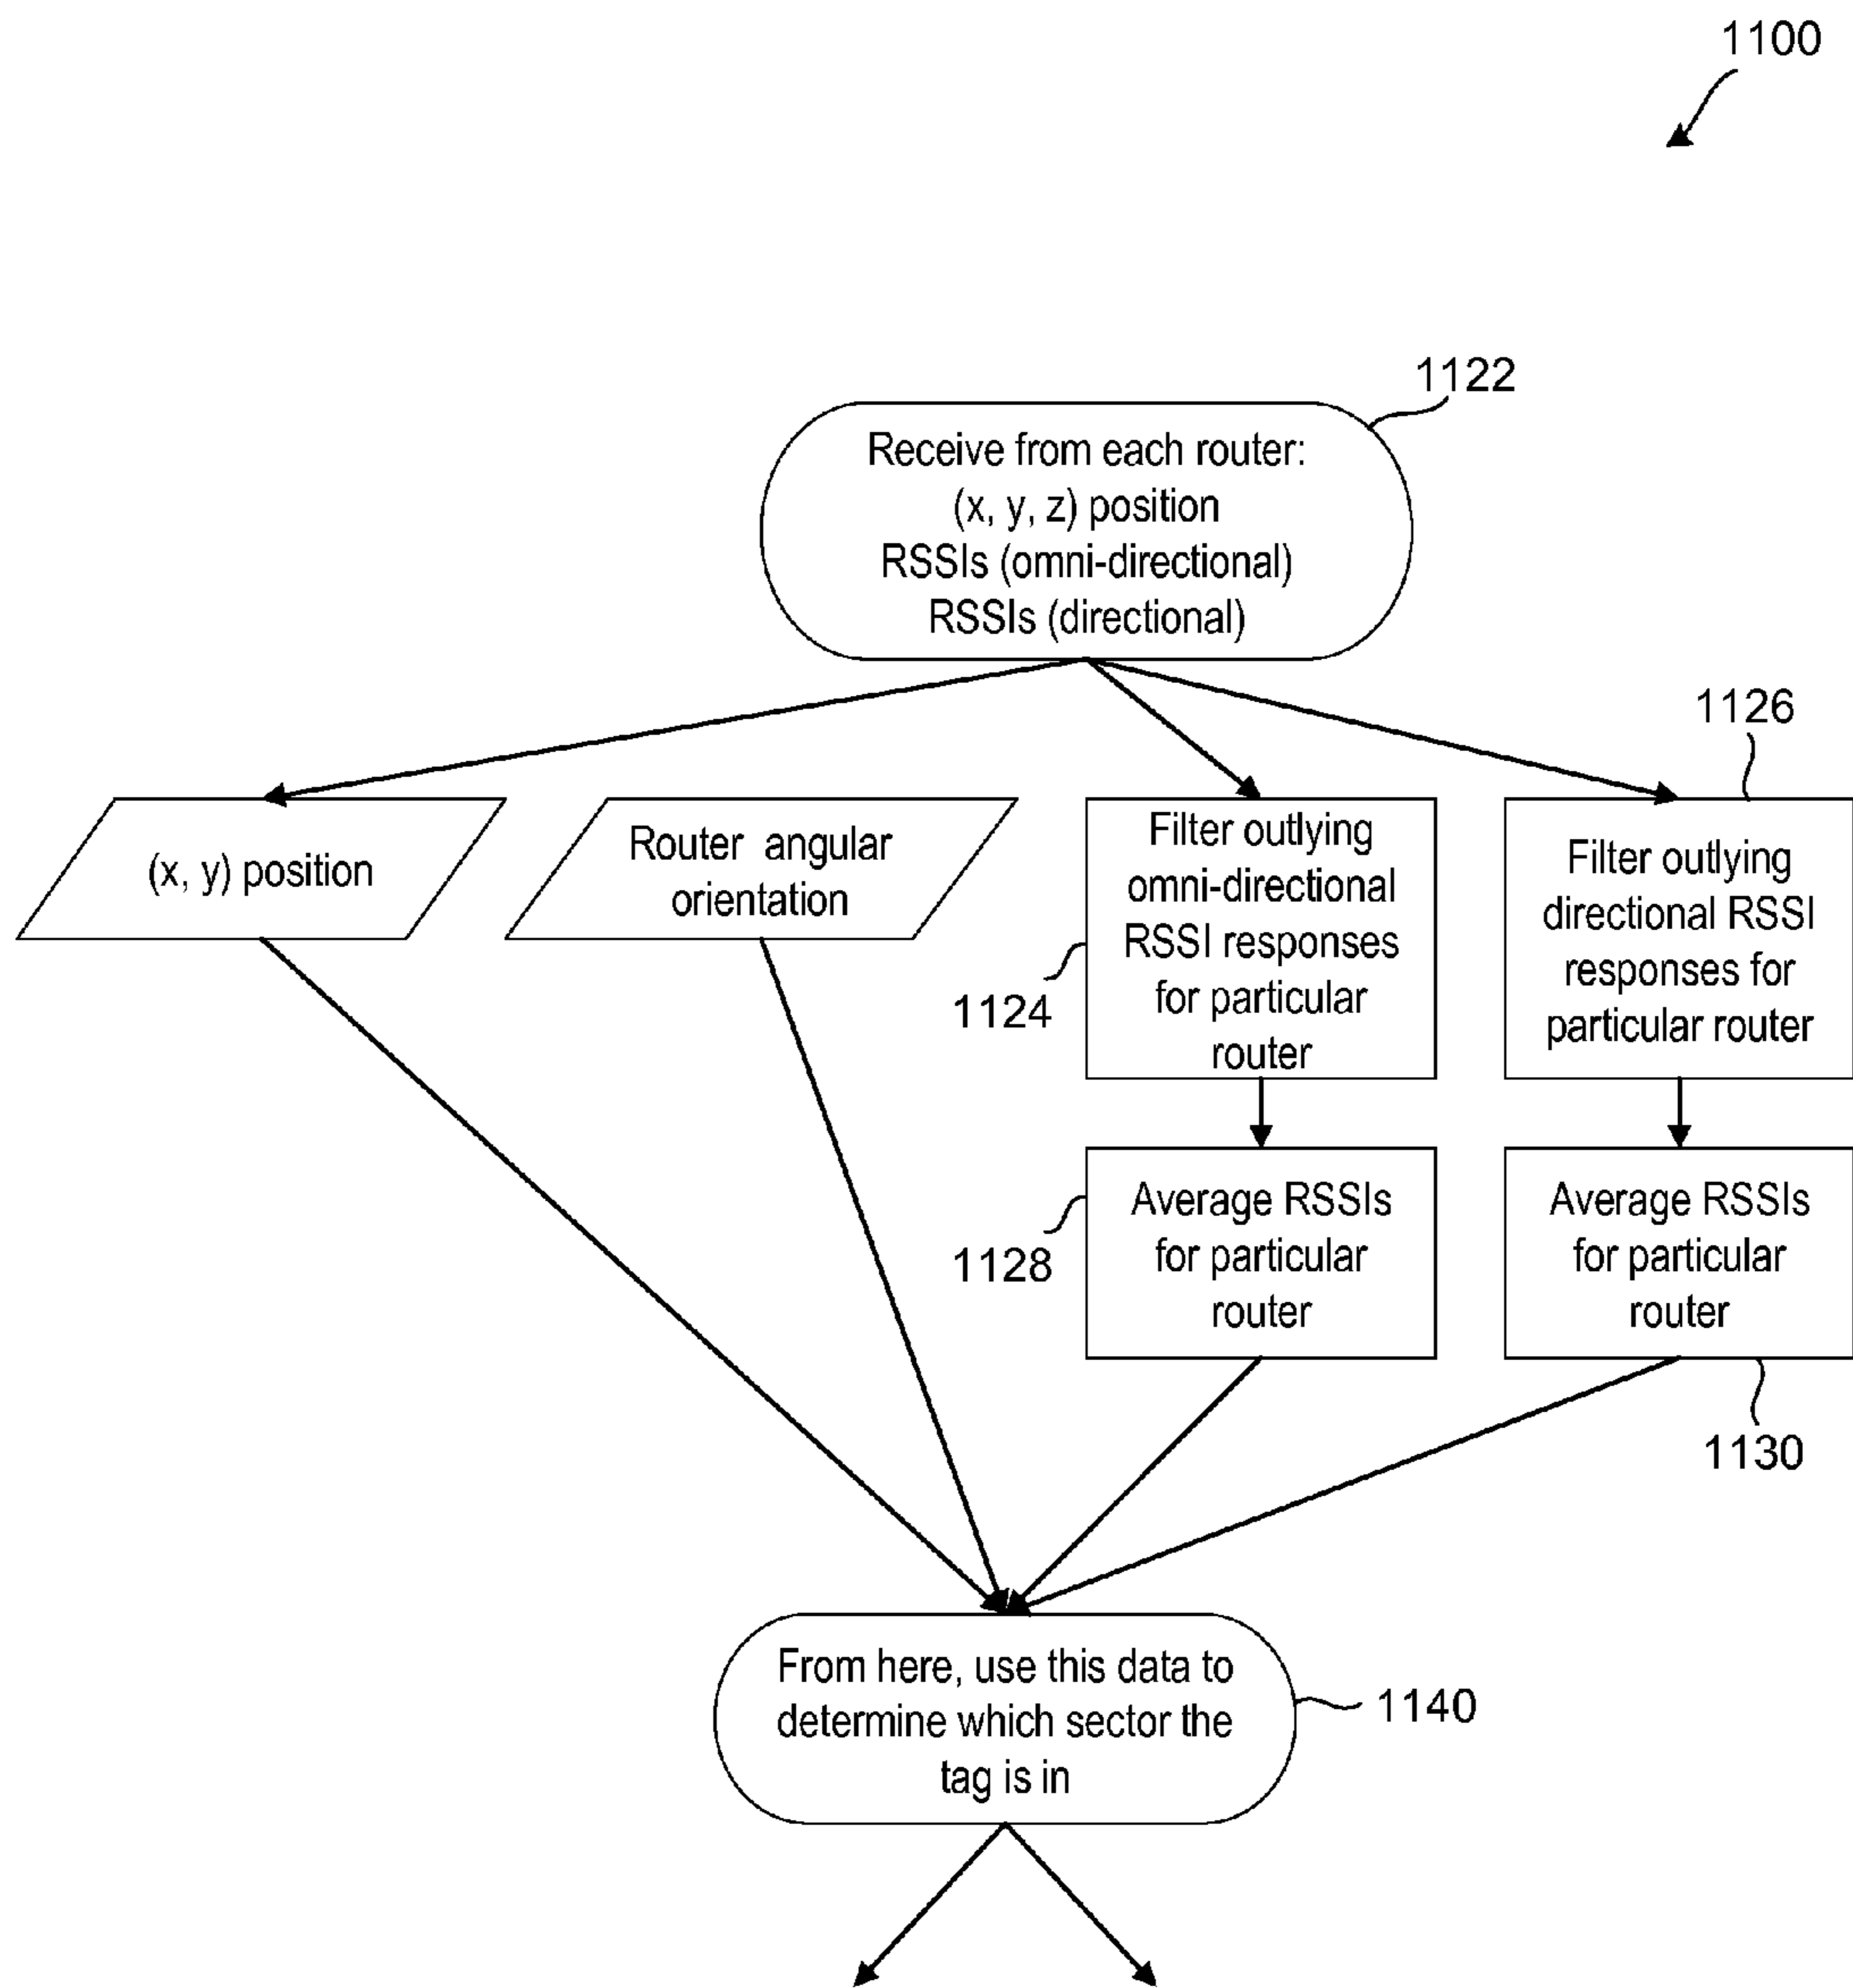 1100
1122
Receive from each router:
(x, y, z) position
RSSIs (omni-directional)
RSSIs (directional)
1126
(x, y) position
Router angular
orientation
Filter outlying
omni-directional
RSSI responses
for particular
router
1124
Filter outlying
directional RSSI
responses for
particular router
Average RSSIs
for particular
router
1128
Average RSSIs
for particular
router
1130
From here, use this data to
determine which sector the
tag is in
1140